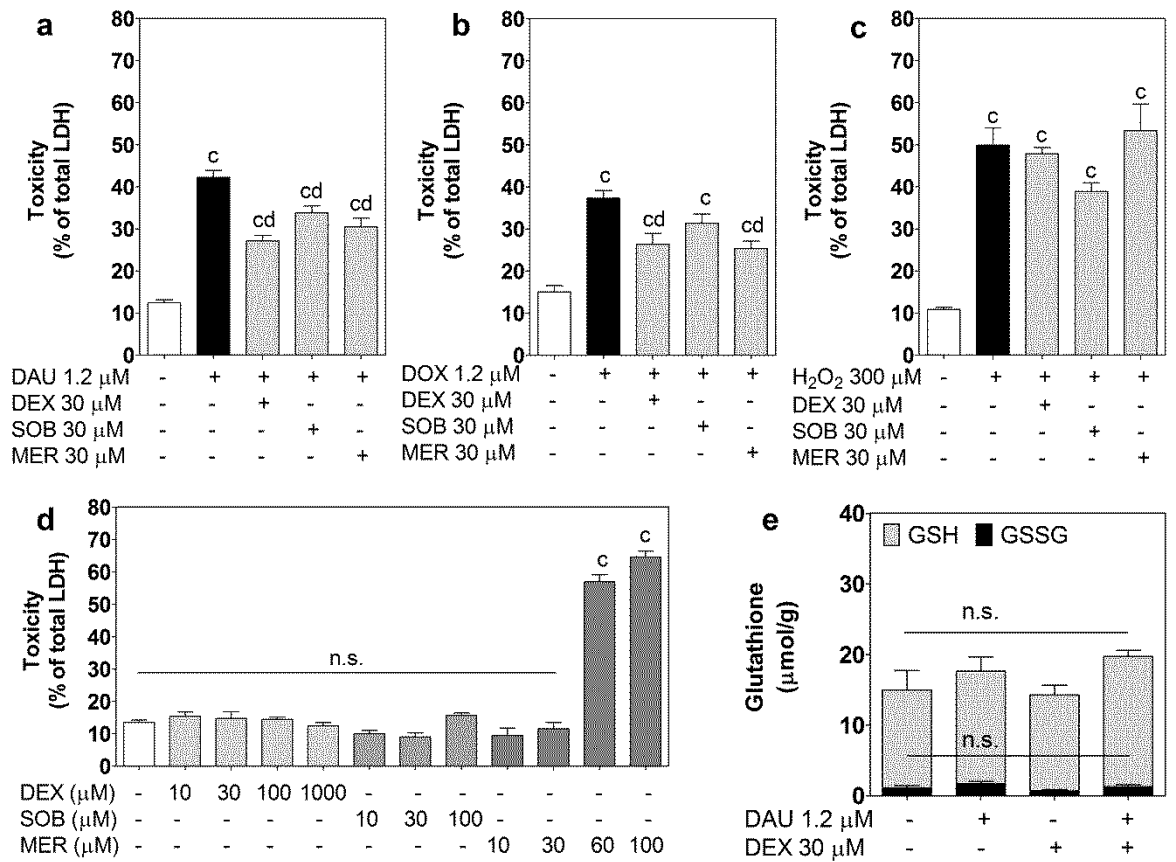 a
80
70
60
50
40
30
20
10
0
Toxicity
(% of total LDH)
c
cd
cd
cd
DAU 1.2 μM - + + + +
DEX 30 μM - - + - -
SOB 30 μM - - - + -
MER 30 μM - - - - +
b
80
70
60
50
40
30
20
10
0
Toxicity
(% of total LDH)
c
cd
c
cd
DOX 1.2 μM - + + + +
DEX 30 μM - - + - -
SOB 30 μM - - - + -
MER 30 μM - - - - +
c
80
70
60
50
40
30
20
10
0
Toxicity
(% of total LDH)
c
c
c
c
H₂O₂ 300 μM - + + + +
DEX 30 μM - - + - -
SOB 30 μM - - - + -
MER 30 μM - - - - +
d
80
70
60
50
40
30
20
10
0
Toxicity
(% of total LDH)
n.s.
c
c
DEX (μM) - 10 30 100 1000 - - - - - - -
SOB (μM) - - - - - 10 30 100 - - - -
MER (μM) - - - - - - - - 10 30 60 100
e
40
30
20
10
0
Glutathione
(μmol/g)
GSH GSSG
n.s.
n.s.
DAU 1.2 μM - + - +
DEX 30 μM - - + +